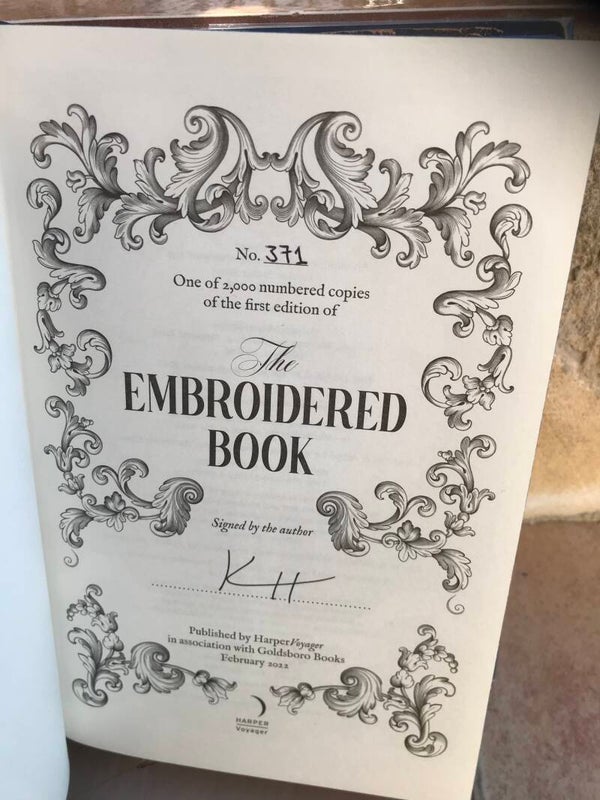 No. 371
One of 2,000 numbered copies
of the first edition of
The
EMBROIDERED
BOOK
Signed by the author
KH
Published by HarperVoyager
in association with Goldsboro Books
February 2022
HARPER
Voyager